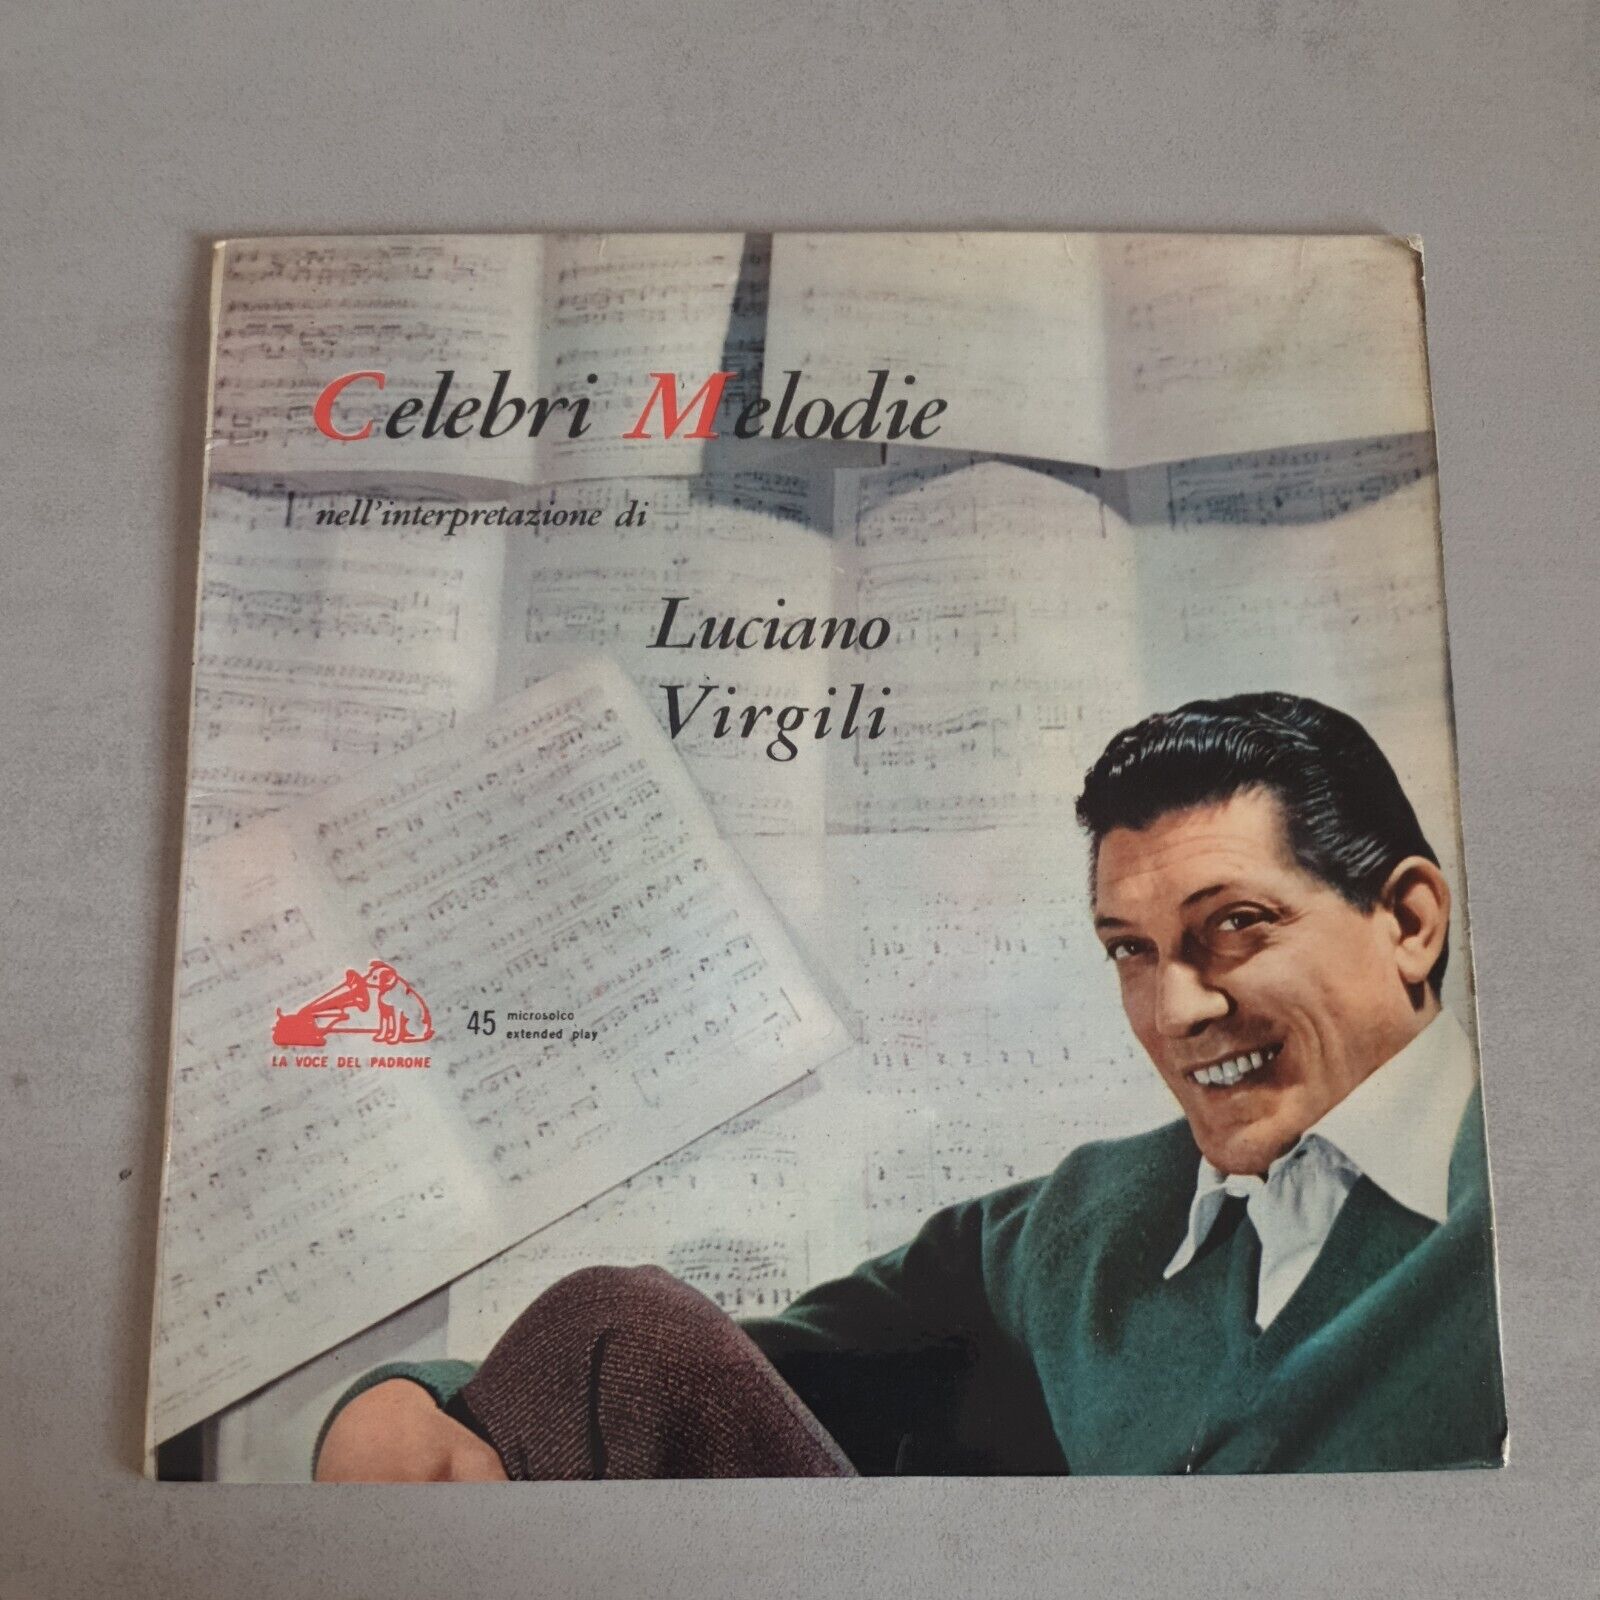 Celebri Melodie
nell'interpretazione di
Luciano
Virgili
LA VOCE DEL PADRONE
45 microsolco
extended play